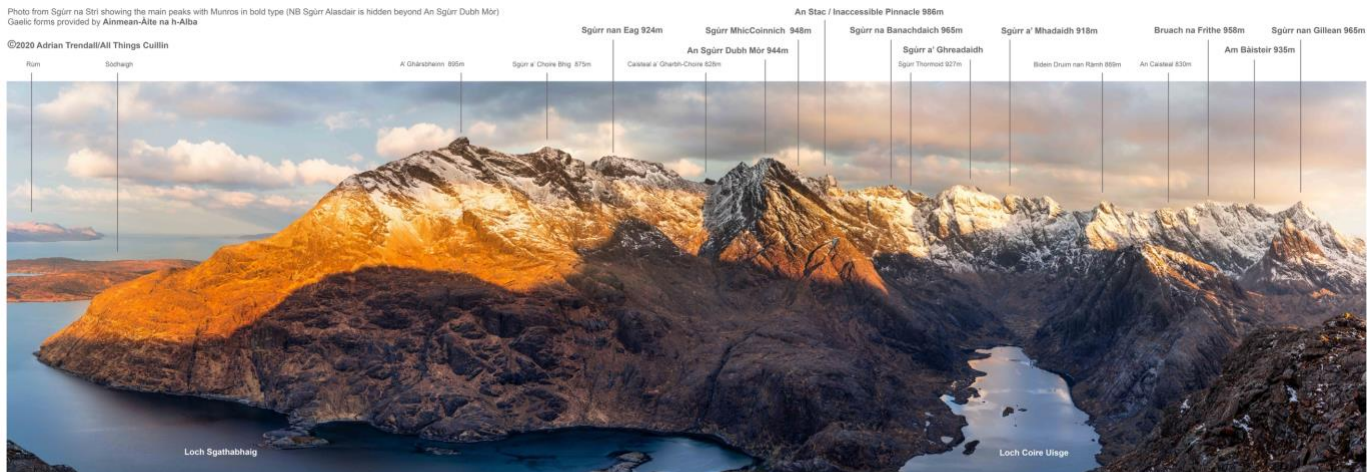 Photo from Sgùrr na Strì showing the main peaks with Munros in bold type (NB Sgùrr Alasdair is hidden beyond An Sgùrr Dubh Mòr)
Gaelic forms provided by Ainmean-Àite na h-Alba
©2020 Adrian Trendall/All Things Cuillin
An Stac / Inaccessible Pinnacle 986m
Sgùrr nan Eag 924m
Sgùrr MhicCoinnich 948m
Sgùrr na Banachdaich 965m
Sgùrr a' Mhadaidh 918m
Bruach na Frithe 958m
Sgùrr nan Gillean 965m
An Sgùrr Dubh Mòr 944m
Sgùrr a' Ghreadaidh
Am Bàisteir 935m
Rùm
Sòdhaigh
A' Ghàrsbheinn 895m
Sgùrr a' Choire Bhig 875m
Caisteal a' Gharbh-Choire 828m
Sgùrr Thormoid 927m
Bidein Druim nan Ràmh 869m
An Caisteal 830m
Loch Sgathabhaig
Loch Coire Uisge